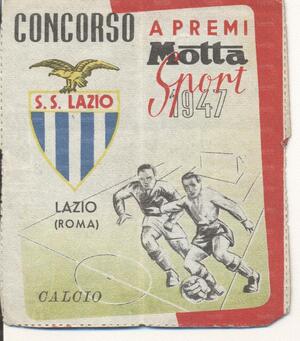 CONCORSO A PREMI
Motta
Sport
1947
S. S. LAZIO
LAZIO
(ROMA)
CALCIO